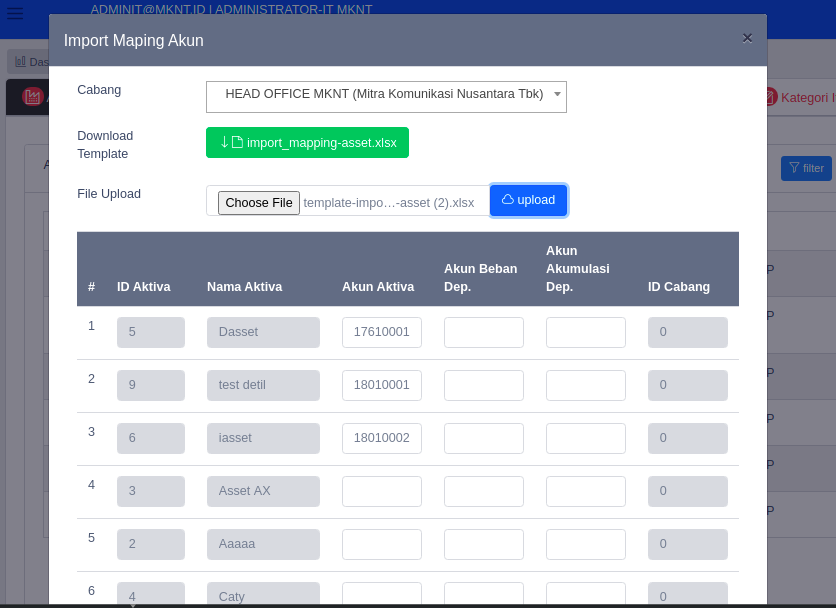 ADMINIT@MKNT.ID | ADMINISTRATOR-IT MKNT
Import Maping Akun
×
Das
Kategori I
Cabang
HEAD OFFICE MKNT (Mitra Komunikasi Nusantara Tbk)
Download
Template
import_mapping-asset.xlsx
filter
File Upload
Choose File template-impo…-asset (2).xlsx
upload
# ID Aktiva Nama Aktiva Akun Aktiva Akun Beban Dep. Akun Akumulasi Dep. ID Cabang
1 5 Dasset 17610001 0
2 9 test detil 18010001 0
3 6 iasset 18010002 0
4 3 Asset AX 0
5 2 Aaaaa 0
6 4 Caty 0